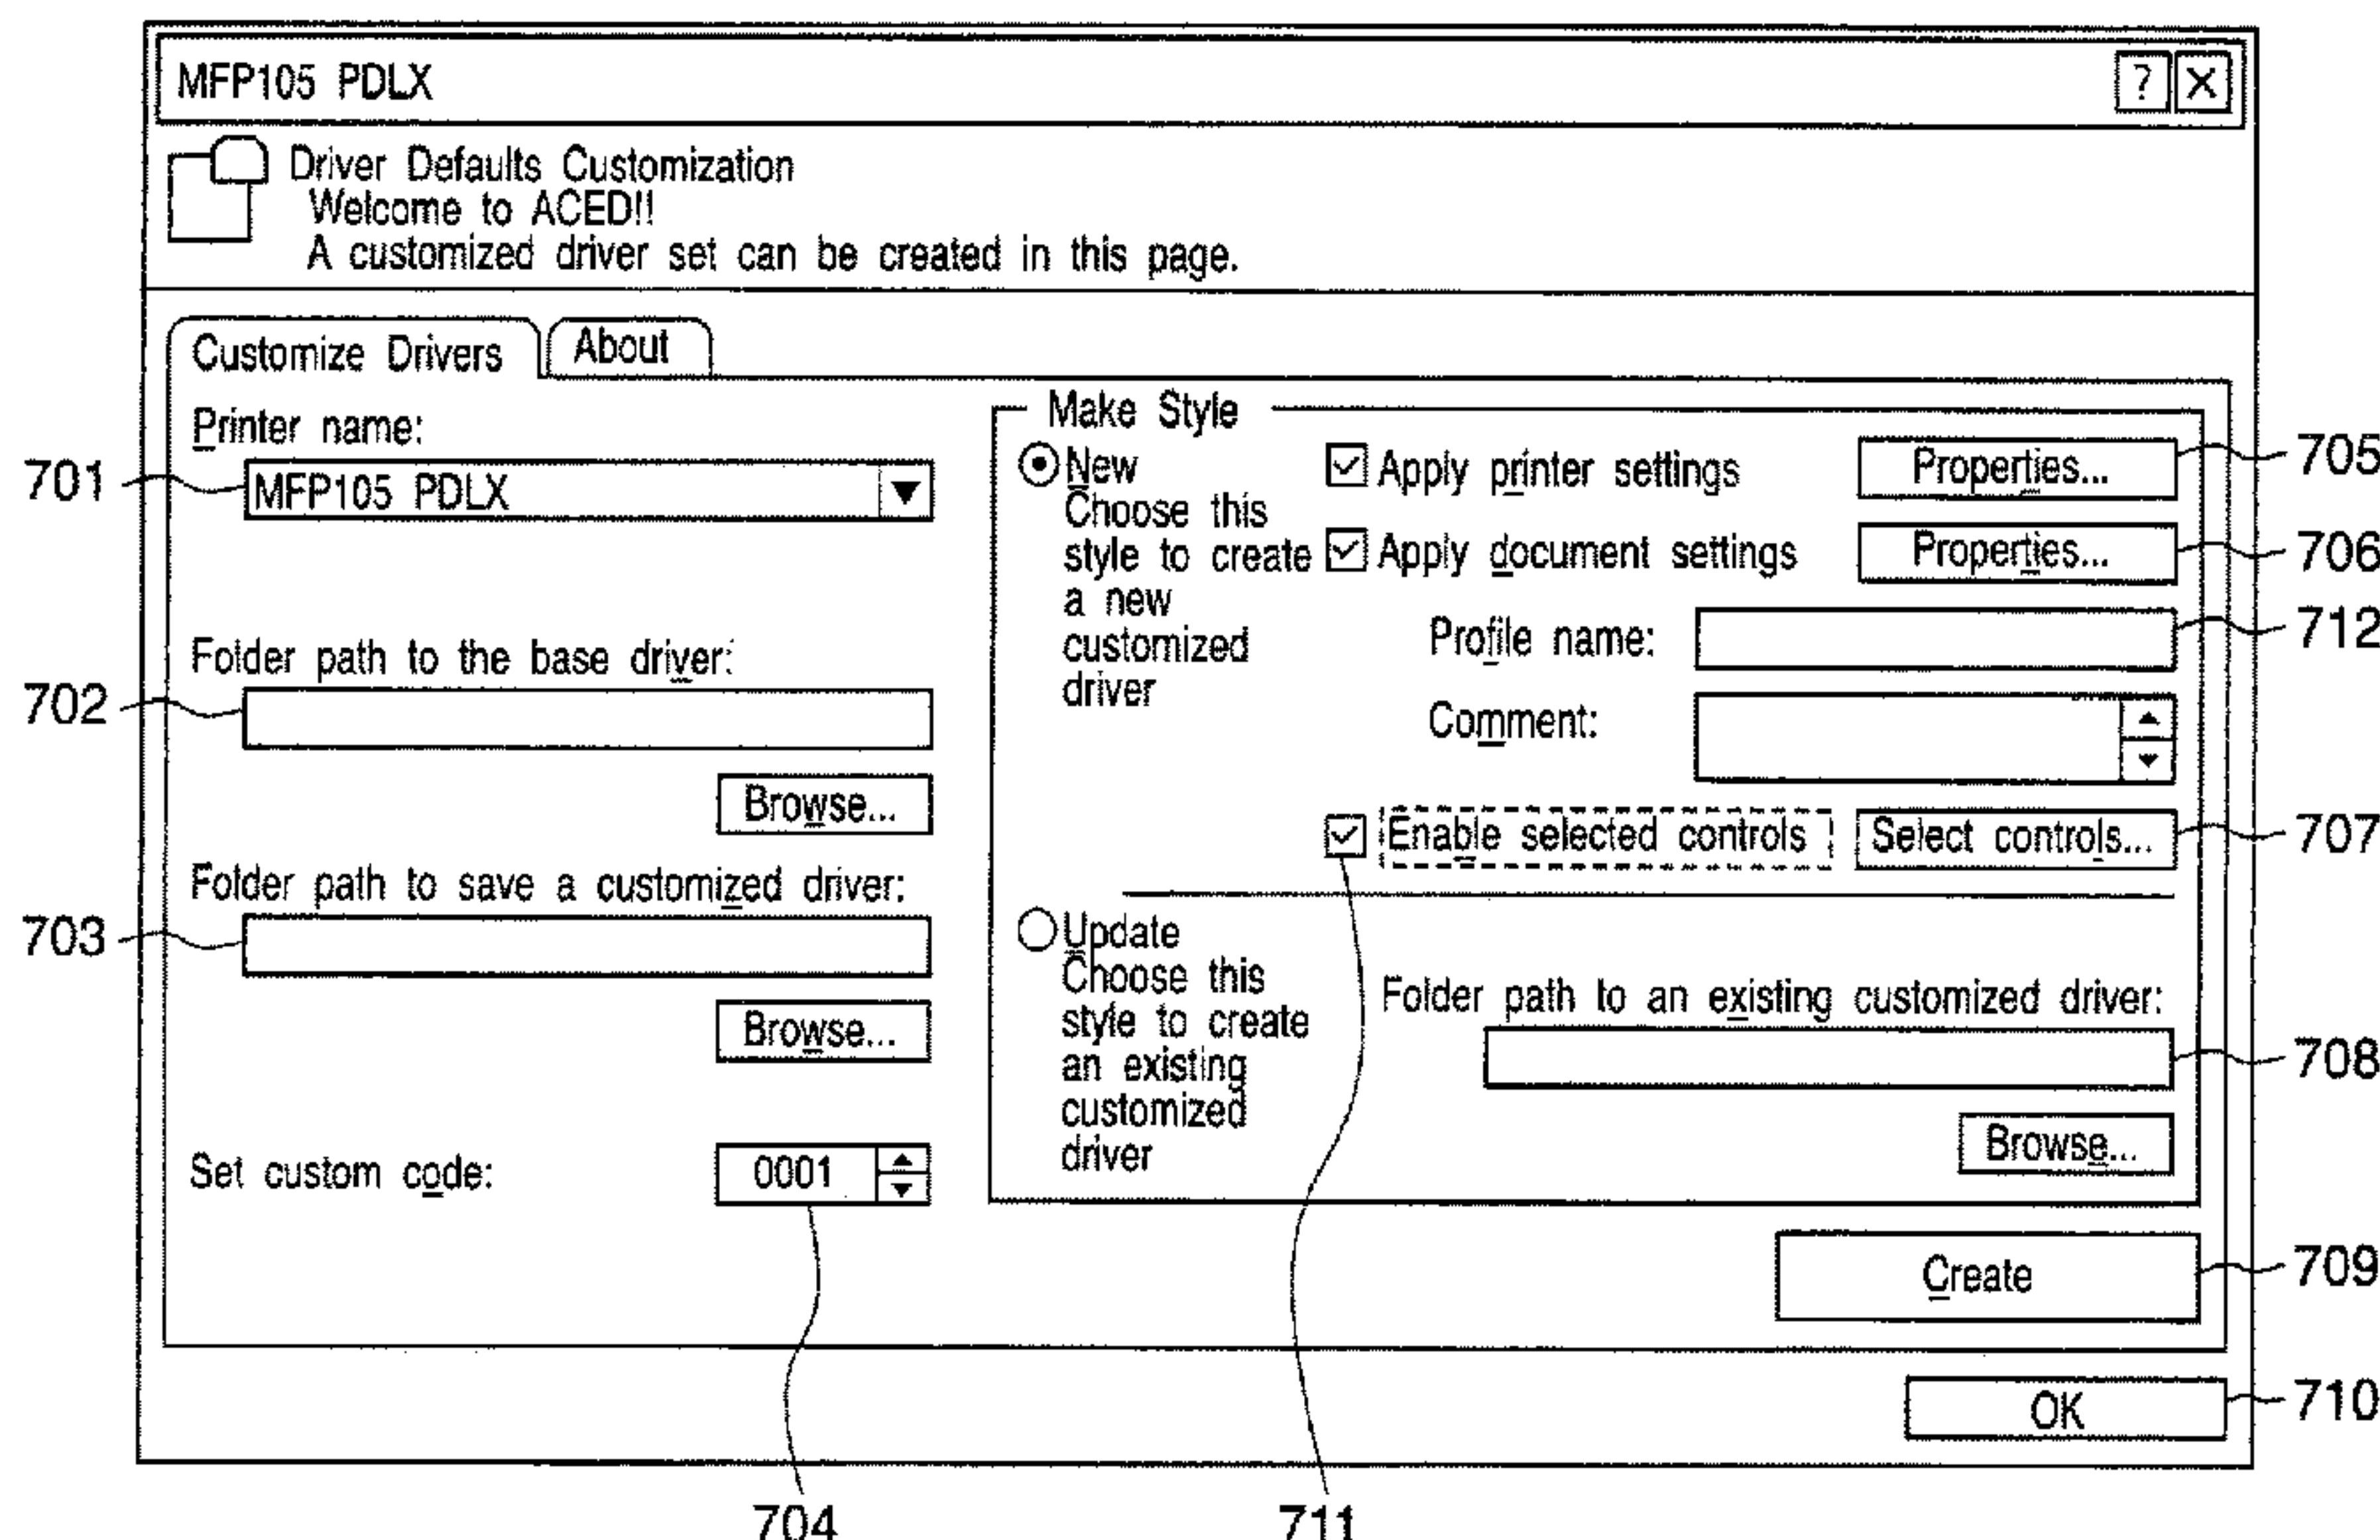 MFP105 PDLX
?
X
Driver Defaults Customization
Welcome to ACED!!
A customized driver set can be created in this page.
Customize Drivers
About
Printer name:
701
MFP105 PDLX
Folder path to the base driver:
702
Browse...
Folder path to save a customized driver:
703
Browse...
Set custom code:
0001
704
Make Style
New
Choose this
style to create
a new
customized
driver
Apply printer settings
Properties...
705
Apply document settings
Properties...
706
Profile name:
712
Comment:
Enable selected controls
Select controls...
707
711
Update
Choose this
style to create
an existing
customized
driver
Folder path to an existing customized driver:
708
Browse...
Create
709
OK
710